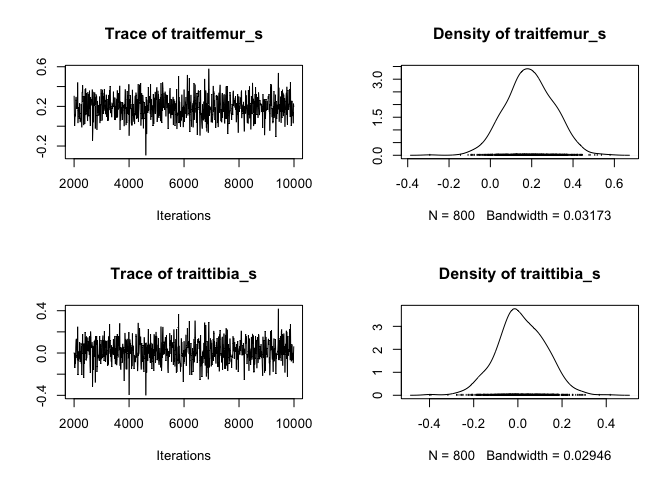 Trace of traitfemur_s
0.6
0.2
-0.2
2000 4000 6000 8000 10000
Iterations
Density of traitfemur_s
3.0
1.5
0.0
-0.4 -0.2 0.0 0.2 0.4 0.6
N = 800 Bandwidth = 0.03173
Trace of traittibia_s
0.4
0.0
-0.4
2000 4000 6000 8000 10000
Iterations
Density of traittibia_s
3
2
1
0
-0.4 -0.2 0.0 0.2 0.4
N = 800 Bandwidth = 0.02946